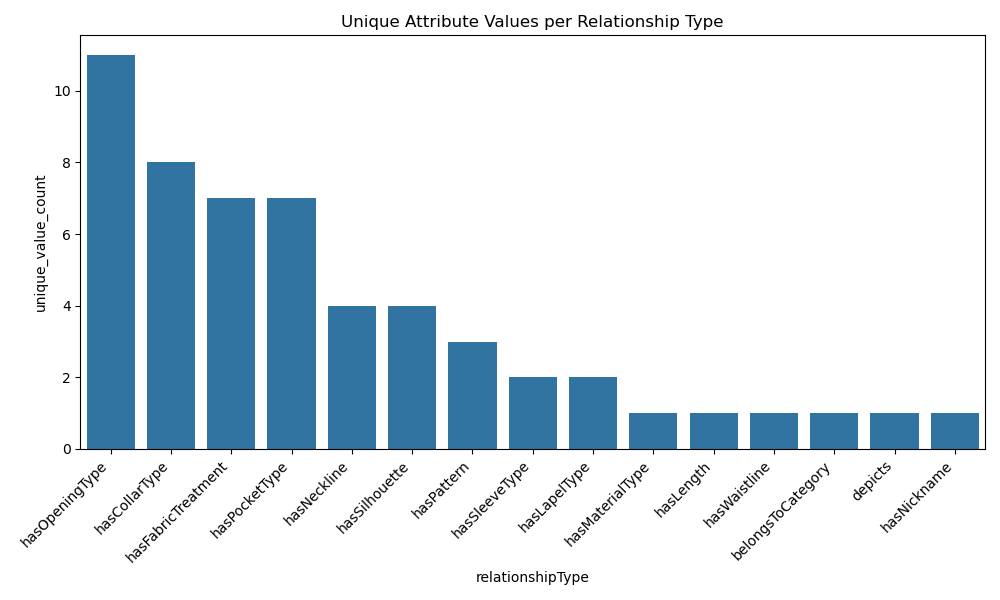 Unique Attribute Values per Relationship Type
unique_value_count
10
8
6
4
2
0
hasOpeningType
hasCollarType
hasFabricTreatment
hasPocketType
hasNeckline
hasSilhouette
hasPattern
hasSleeveType
hasLapelType
hasMaterialType
hasLength
hasWaistline
belongsToCategory
depicts
hasNickname
relationshipType